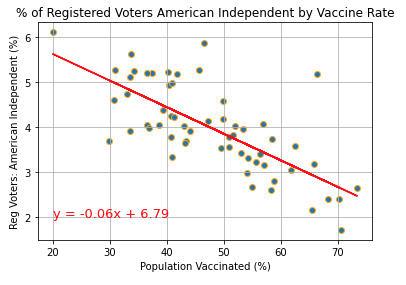 % of Registered Voters American Independent by Vaccine Rate
Reg Voters: American Independent (%)
6
5
4
3
2
y = -0.06x + 6.79
20
30
40
50
60
70
Population Vaccinated (%)